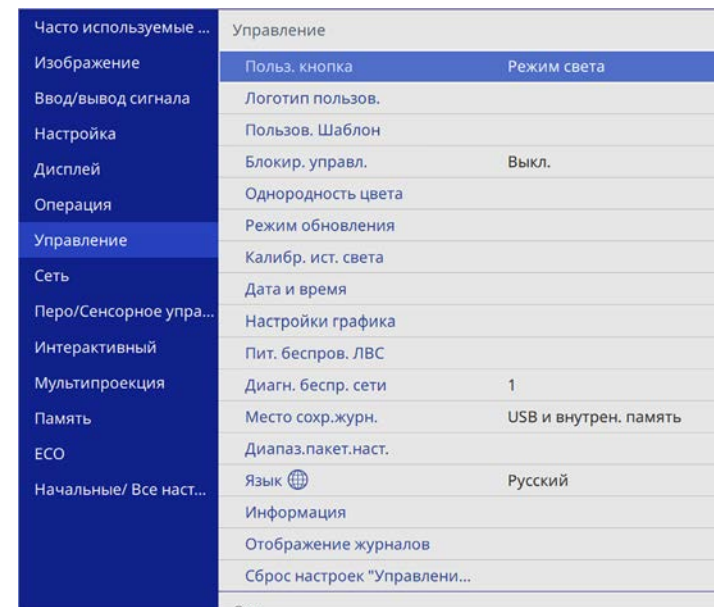 Часто используемые ...
Изображение
Ввод/вывод сигнала
Настройка
Дисплей
Операция
Управление
Сеть
Перо/Сенсорное упра...
Интерактивный
Мультипроекция
Память
ECO
Начальные/ Все наст...
Управление
Польз. кнопка Режим света
Логотип пользов.
Пользов. Шаблон
Блокир. управл. Выкл.
Однородность цвета
Режим обновления
Калибр. ист. света
Дата и время
Настройки графика
Пит. беспров. ЛВС
Диагн. беспр. сети 1
Место сохр.журн. USB и внутрен. память
Диапаз.пакет.наст.
Язык Русский
Информация
Отображение журналов
Сброс настроек "Управлени...